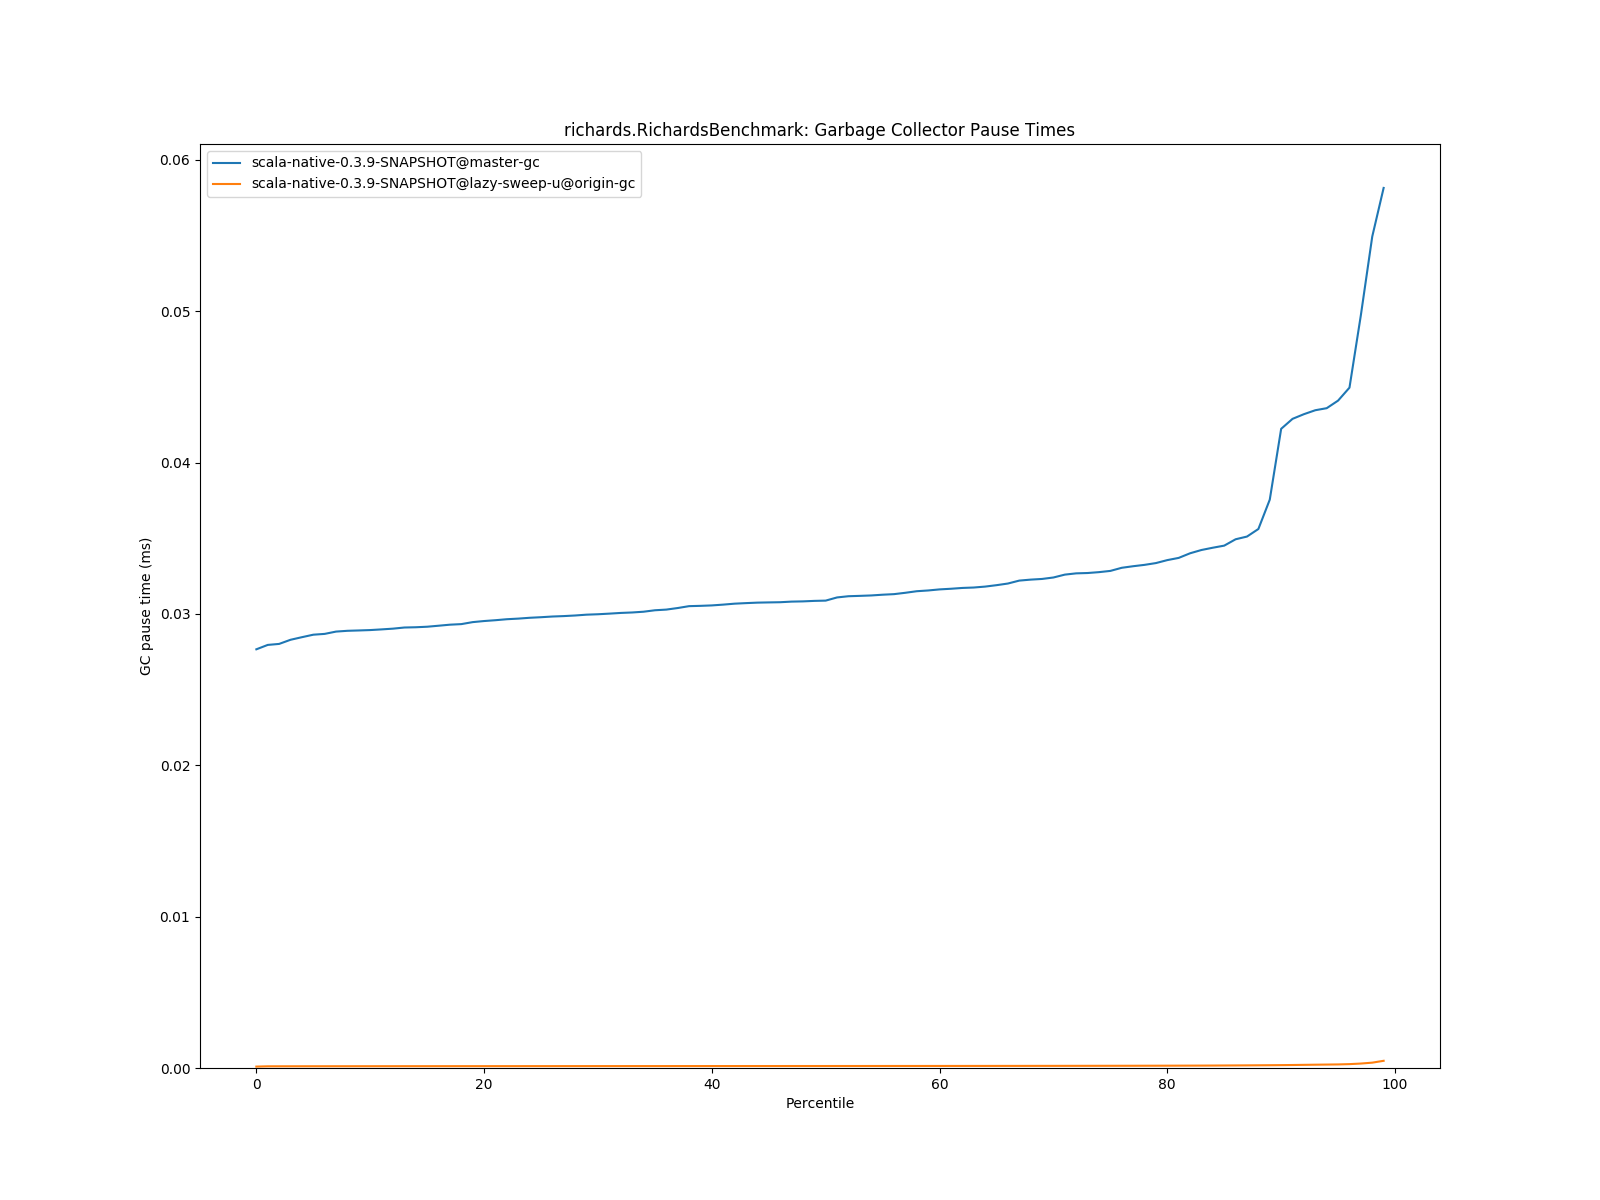 richards.RichardsBenchmark: Garbage Collector Pause Times
scala-native-0.3.9-SNAPSHOT@master-gc
scala-native-0.3.9-SNAPSHOT@lazy-sweep-u@origin-gc
0.06
0.05
0.04
0.03
0.02
0.01
0.00
GC pause time (ms)
0 20 40 60 80 100
Percentile